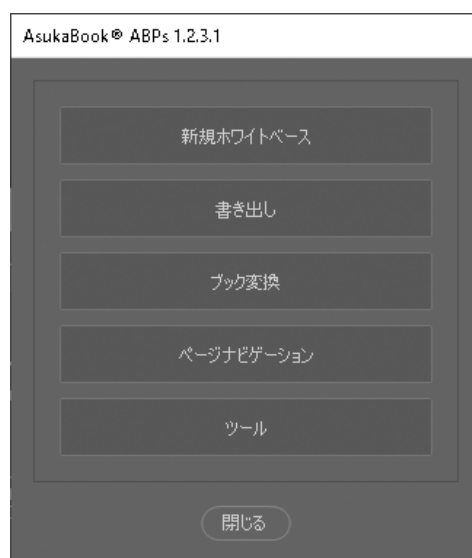 AsukaBook® ABPs 1.2.3.1
新規ホワイトベース
書き出し
ブック変換
ページナビゲーション
ツール
閉じる